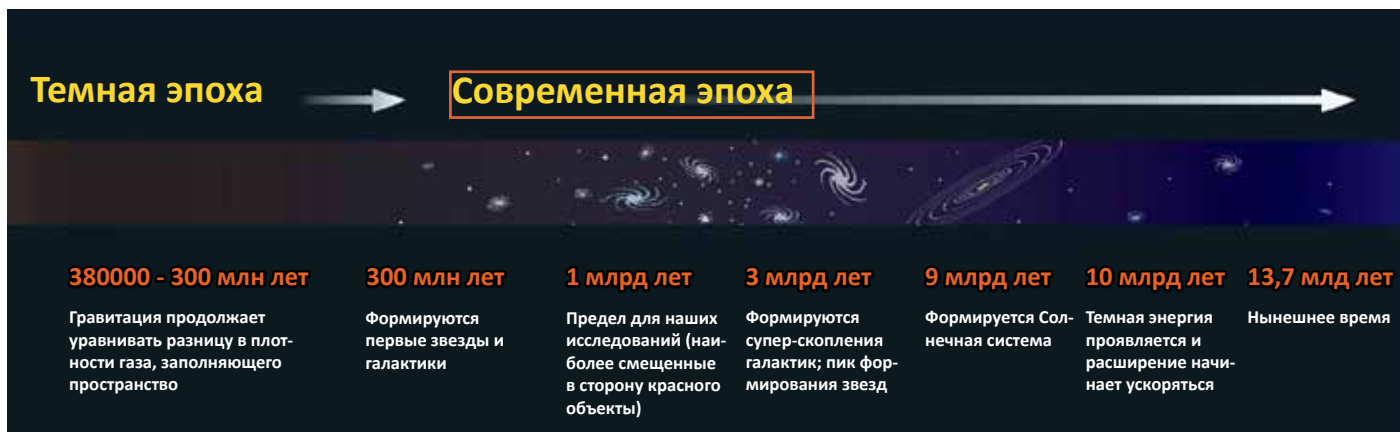 Темная эпоха
Современная эпоха
380000 - 300 млн лет
Гравитация продолжает
уравнивать разницу в плот-
ности газа, заполняющего
пространство
300 млн лет
Формируются
первые звезды и
галактики
1 млрд лет
Предел для наших
исследований (наи-
более смещенные
в сторону красного
объекты)
3 млрд лет
Формируются
супер-скопления
галактик; пик фор-
мирования звезд
9 млрд лет
Формируется Сол-
нечная система
10 млрд лет
Темная энергия
проявляется и
расширение начи-
нает ускоряться
13,7 млд лет
Нынешнее время